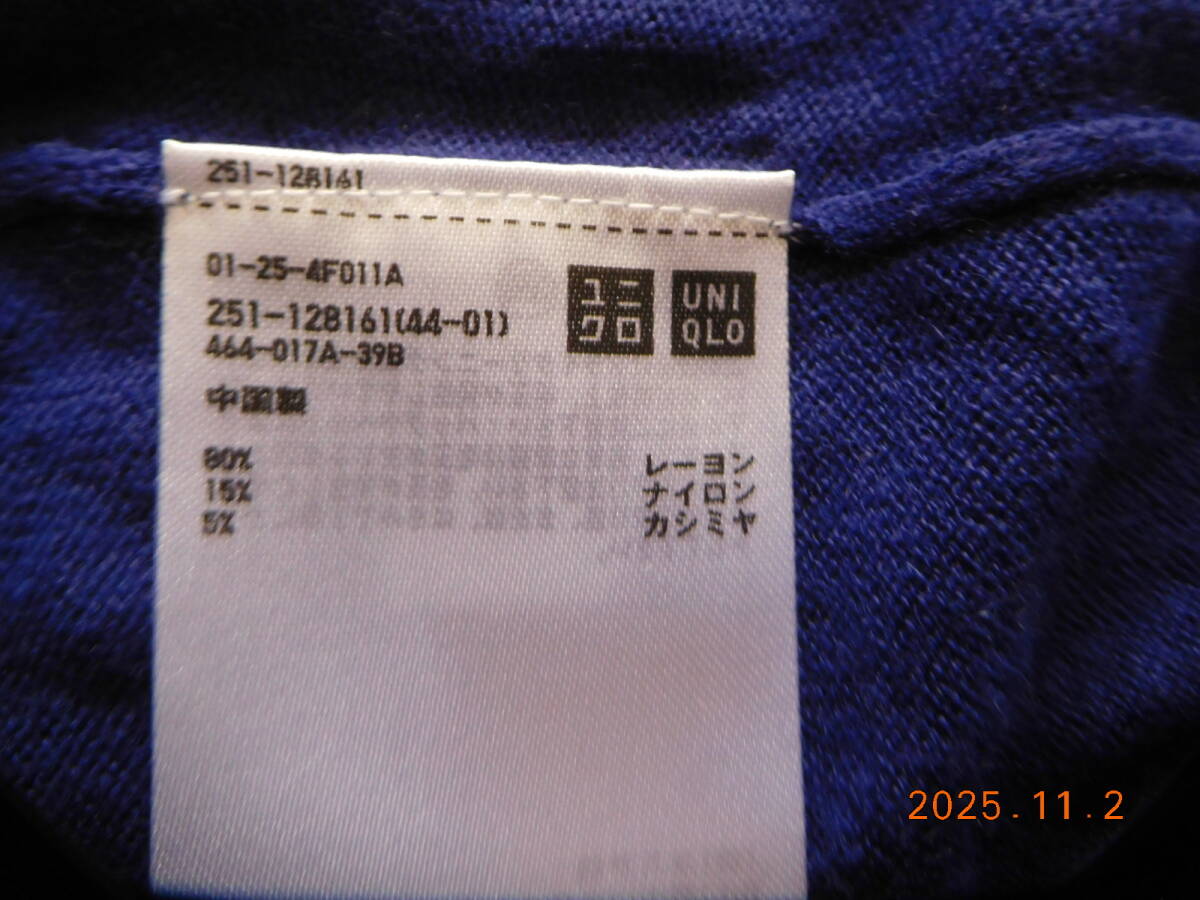 251-128161
01-25-4F011A
251-128161(44-01)
464-017A-39B
ユニ
クロ
UNI
QLO
中国製
80% レーヨン
15% ナイロン
5% カシミヤ
2025.11.2